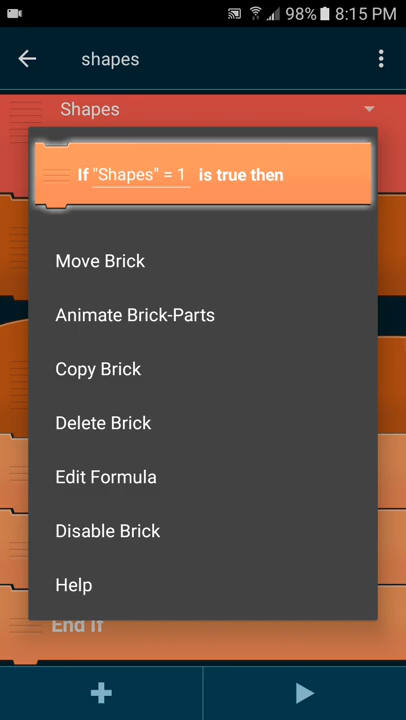 98% 8:15 PM
shapes
Shapes
If "Shapes" = 1 is true then
Move Brick
Animate Brick-Parts
Copy Brick
Delete Brick
Edit Formula
Disable Brick
Help
End If